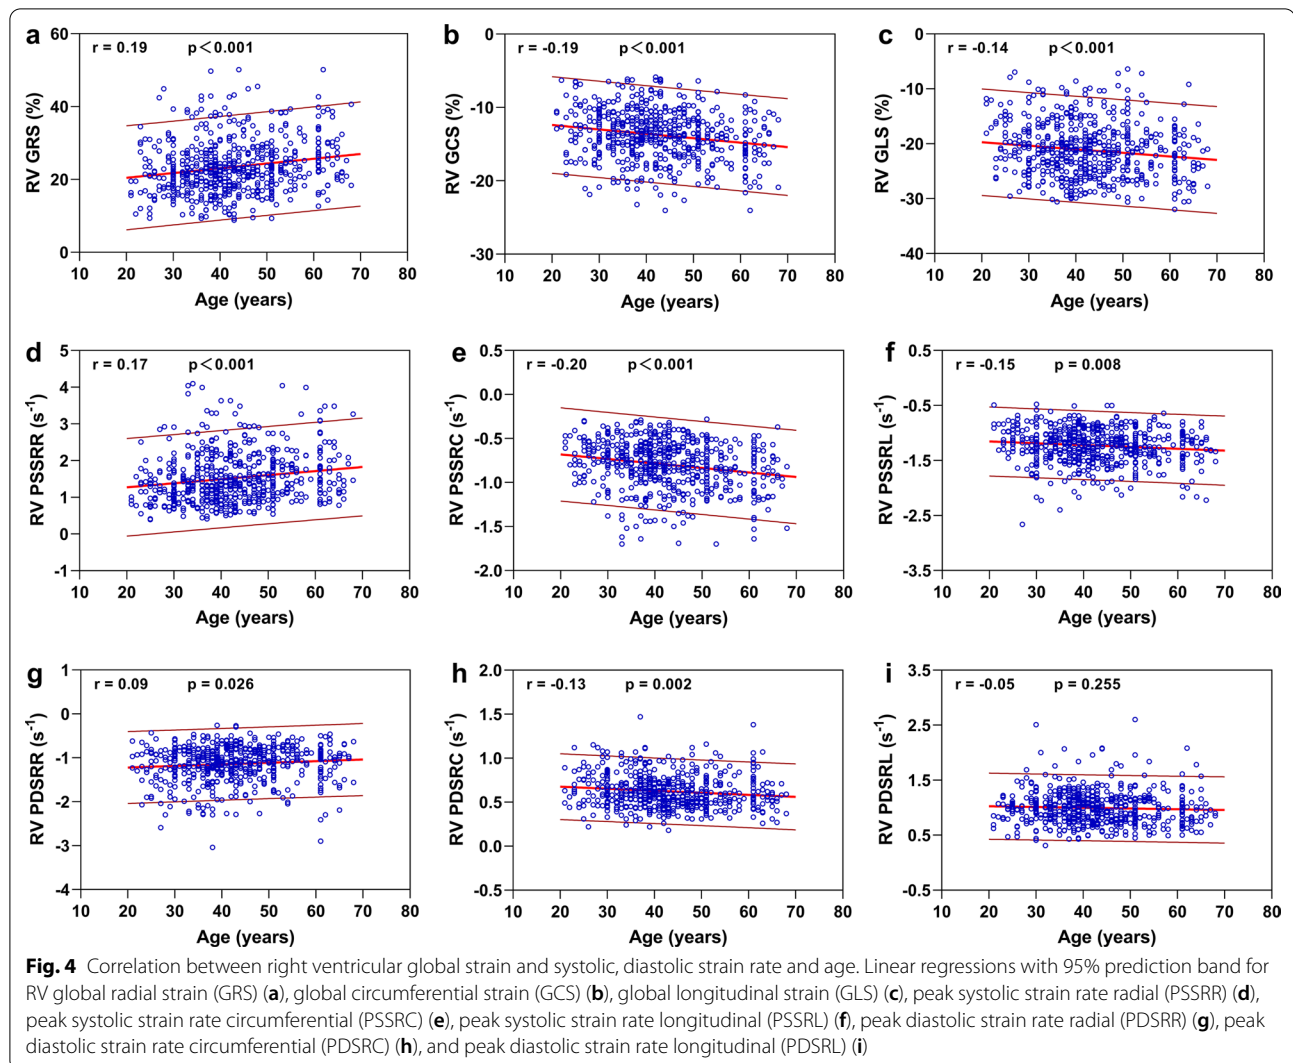 a b c
r = 0.19 p<0.001 r = -0.19 p<0.001 r = -0.14 p<0.001
RV GRS (%)
60
40
20
0
10 20 30 40 50 60 70 80
Age (years)
RV GCS (%)
0
-10
-20
-30
10 20 30 40 50 60 70 80
Age (years)
RV GLS (%)
0
-10
-20
-30
-40
10 20 30 40 50 60 70 80
Age (years)
d e f
r = 0.17 p<0.001 r = -0.20 p<0.001 r = -0.15 p = 0.008
RV PSSRR (s-1)
5
4
3
2
1
0
-1
10 20 30 40 50 60 70 80
Age (years)
RV PSSRC (s-1)
0.5
0.0
-0.5
-1.0
-1.5
-2.0
10 20 30 40 50 60 70 80
Age (years)
RV PSSRL (s-1)
0.5
-0.5
-1.5
-2.5
-3.5
10 20 30 40 50 60 70 80
Age (years)
g h i
r = 0.09 p = 0.026 r = -0.13 p = 0.002 r = -0.05 p = 0.255
RV PDSRR (s-1)
1
0
-1
-2
-3
-4
10 20 30 40 50 60 70 80
Age (years)
RV PDSRC (s-1)
2.0
1.5
1.0
0.5
0.0
-0.5
10 20 30 40 50 60 70 80
Age (years)
RV PDSRL (s-1)
3.5
2.5
1.5
0.5
-0.5
10 20 30 40 50 60 70 80
Age (years)
Fig. 4 Correlation between right ventricular global strain and systolic, diastolic strain rate and age. Linear regressions with 95% prediction band for
RV global radial strain (GRS) (a), global circumferential strain (GCS) (b), global longitudinal strain (GLS) (c), peak systolic strain rate radial (PSSRR) (d),
peak systolic strain rate circumferential (PSSRC) (e), peak systolic strain rate longitudinal (PSSRL) (f), peak diastolic strain rate radial (PDSRR) (g), peak
diastolic strain rate circumferential (PDSRC) (h), and peak diastolic strain rate longitudinal (PDSRL) (i)